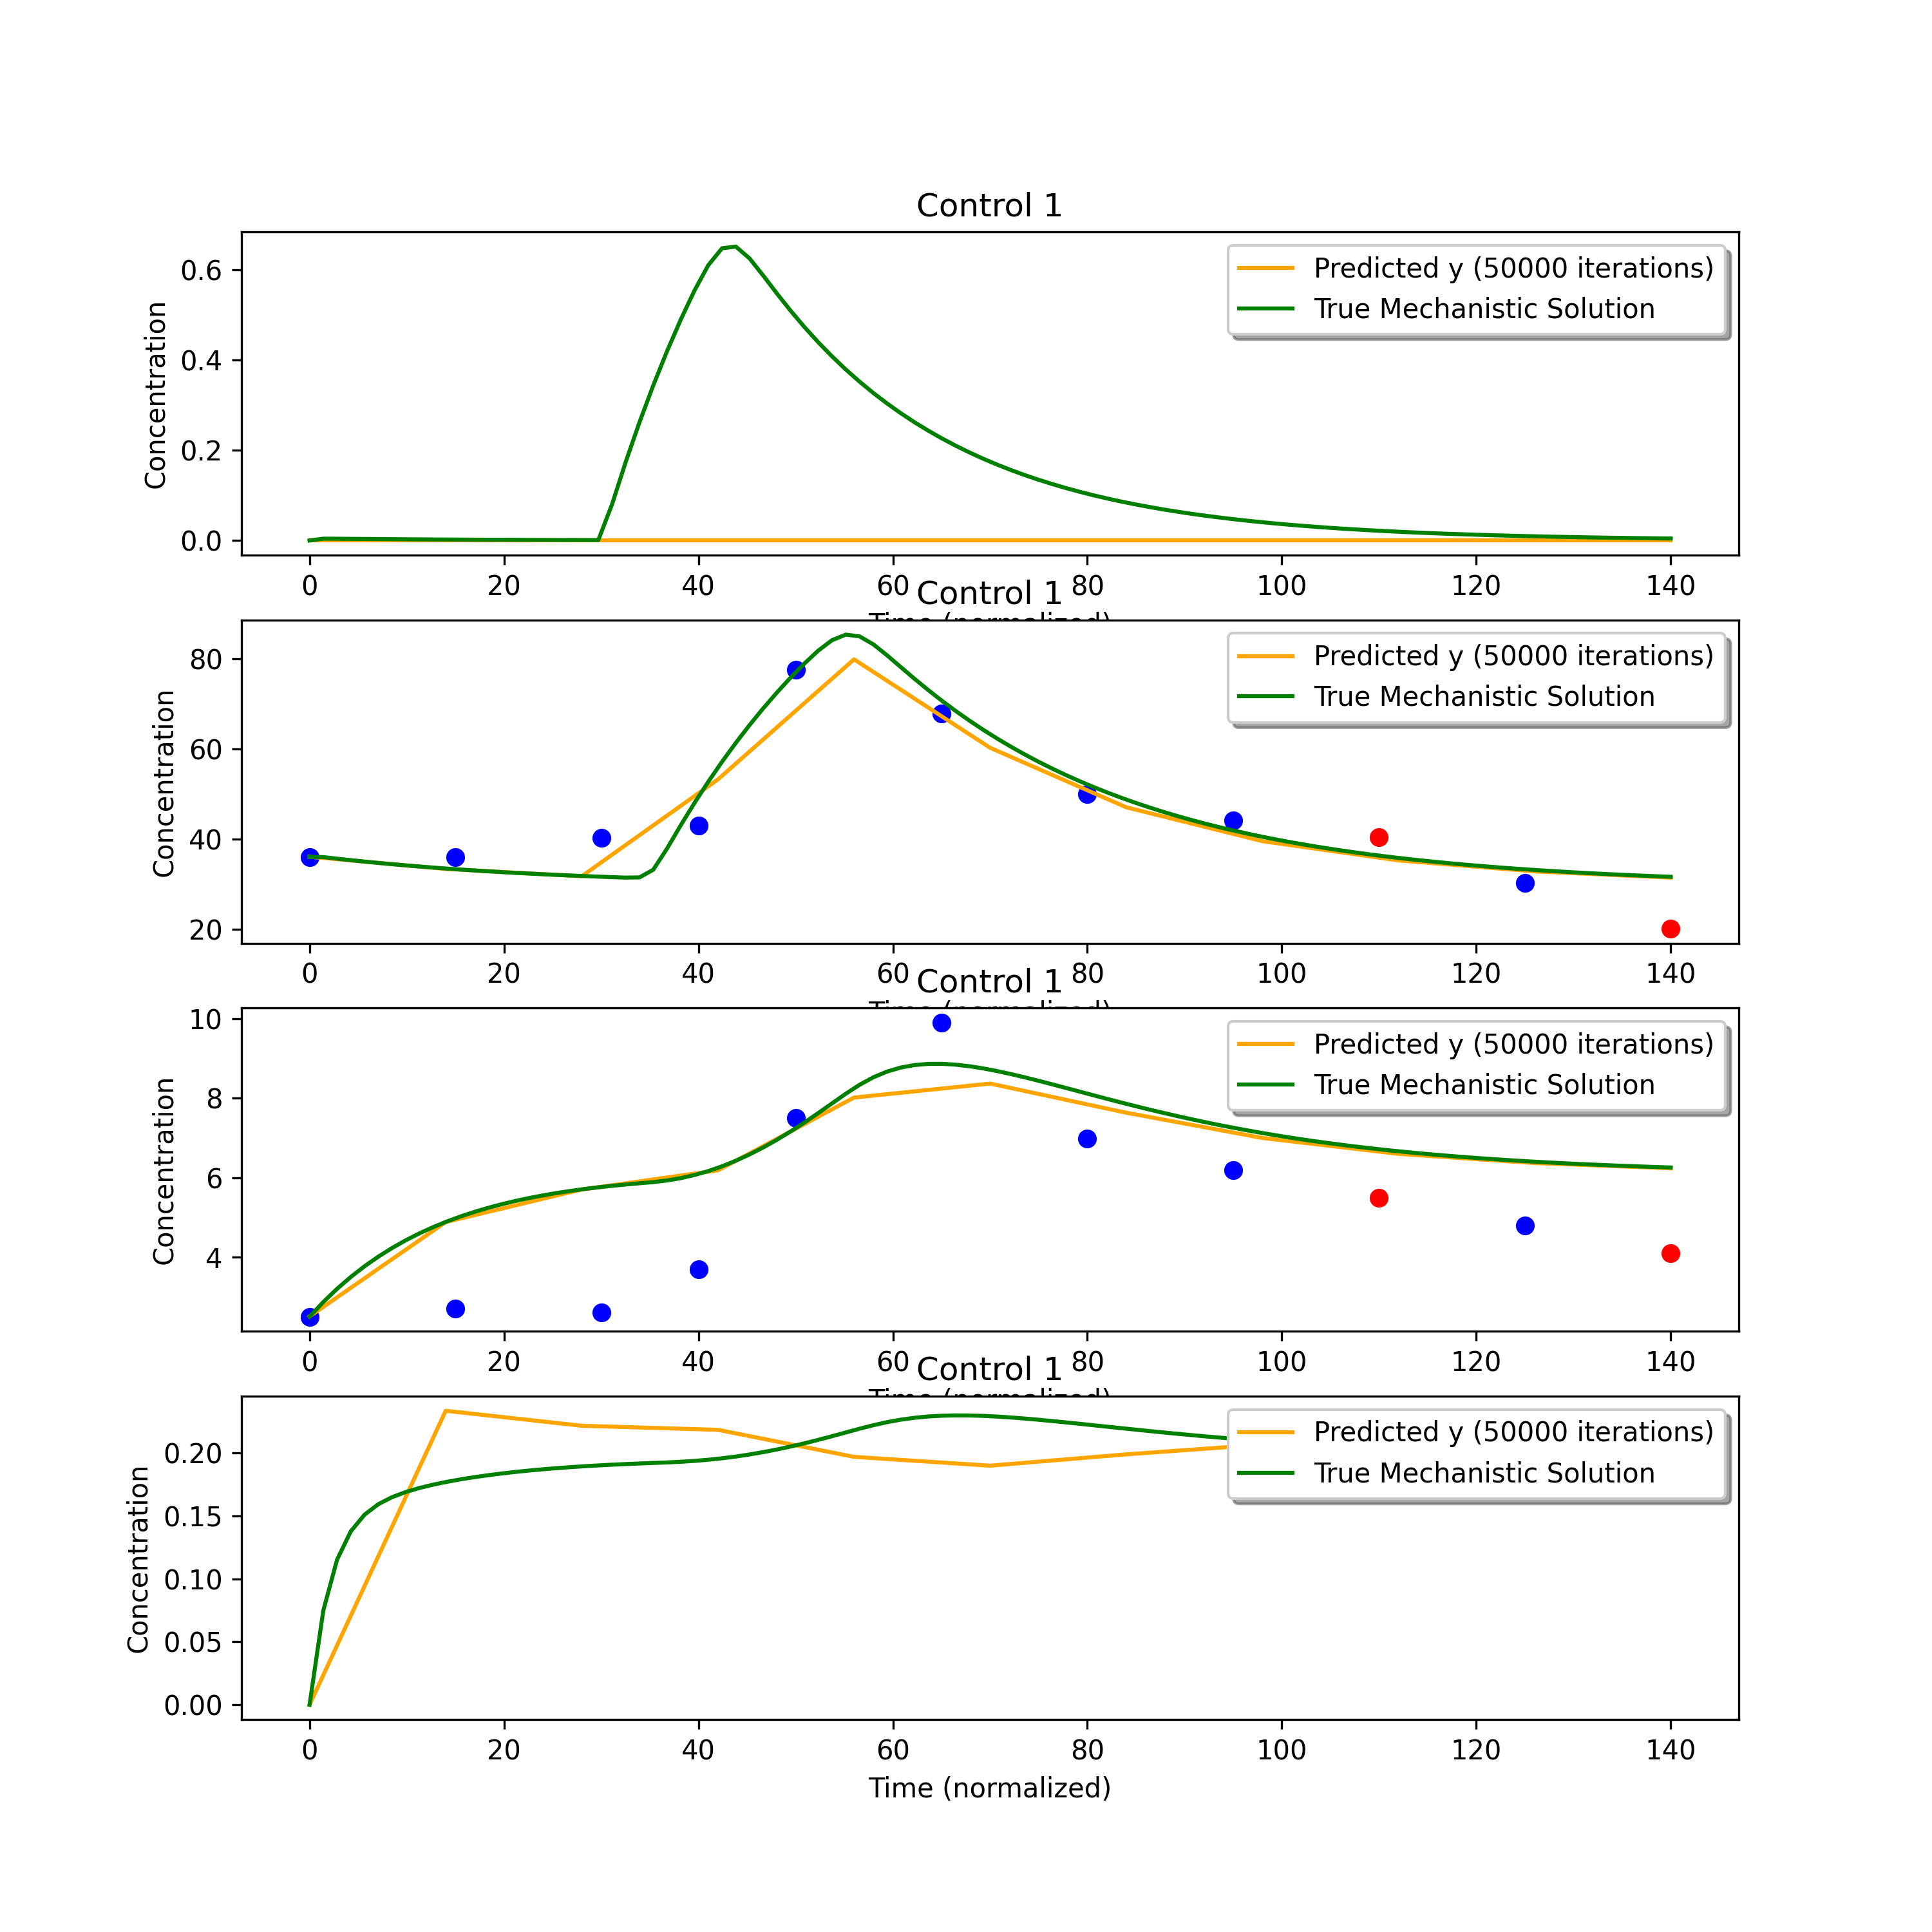 Control 1
Concentration
0.6
0.4
0.2
0.0
Predicted y (50000 iterations)
True Mechanistic Solution
0 20 40 60 80 100 120 140
Control 1
Concentration
80
60
40
20
Predicted y (50000 iterations)
True Mechanistic Solution
0 20 40 60 80 100 120 140
Control 1
Concentration
10
8
6
4
Predicted y (50000 iterations)
True Mechanistic Solution
0 20 40 60 80 100 120 140
Control 1
Concentration
0.20
0.15
0.10
0.05
0.00
Predicted y (50000 iterations)
True Mechanistic Solution
0 20 40 60 80 100 120 140
Time (normalized)